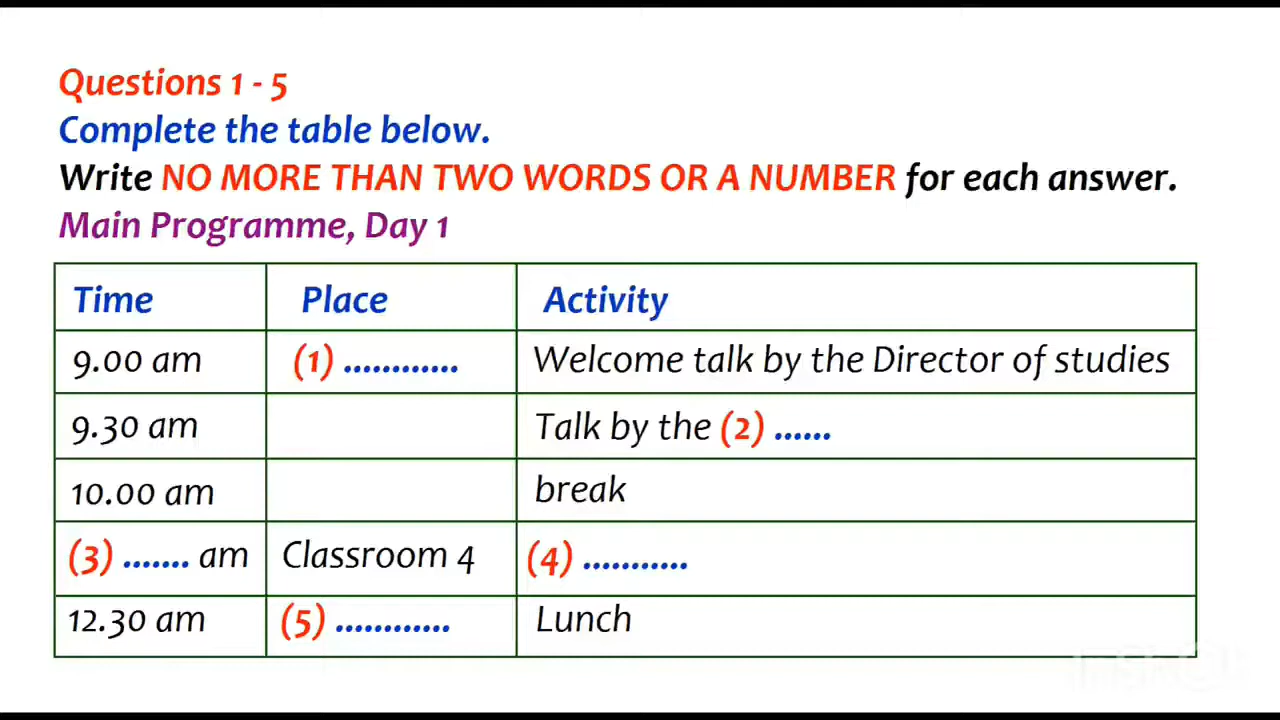 Questions 1 - 5
Complete the table below.
Write NO MORE THAN TWO WORDS OR A NUMBER for each answer.
Main Programme, Day 1
Time Place Activity
9.00 am (1) ............ Welcome talk by the Director of studies
9.30 am Talk by the (2) ......
10.00 am break
(3) ....... am Classroom 4 (4) ...........
12.30 am (5) ............ Lunch